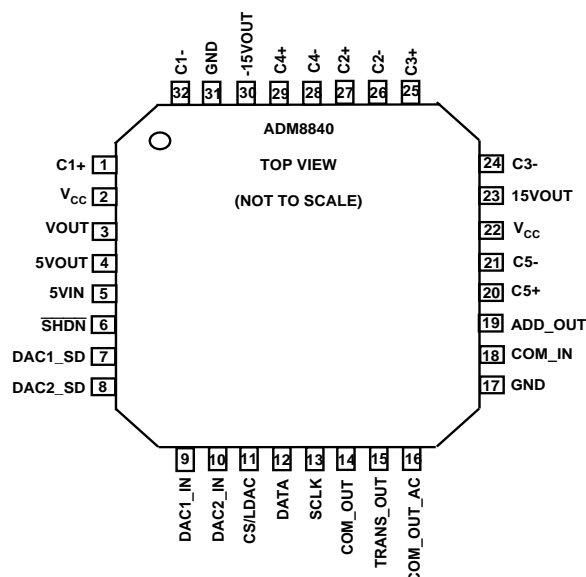 C1-
GND
-15VOUT
C4+
C4-
C2+
C2-
C3+
32
31
30
29
28
27
26
25
ADM8840
TOP VIEW
(NOT TO SCALE)
C1+ 1
VCC 2
VOUT 3
5VOUT 4
5VIN 5
SHDN 6
DAC1_SD 7
DAC2_SD 8
24 C3-
23 15VOUT
22 VCC
21 C5-
20 C5+
19 ADD_OUT
18 COM_IN
17 GND
9
10
11
12
13
14
15
16
DAC1_IN
DAC2_IN
CS/LDAC
DATA
SCLK
COM_OUT
TRANS_OUT
COM_OUT_AC